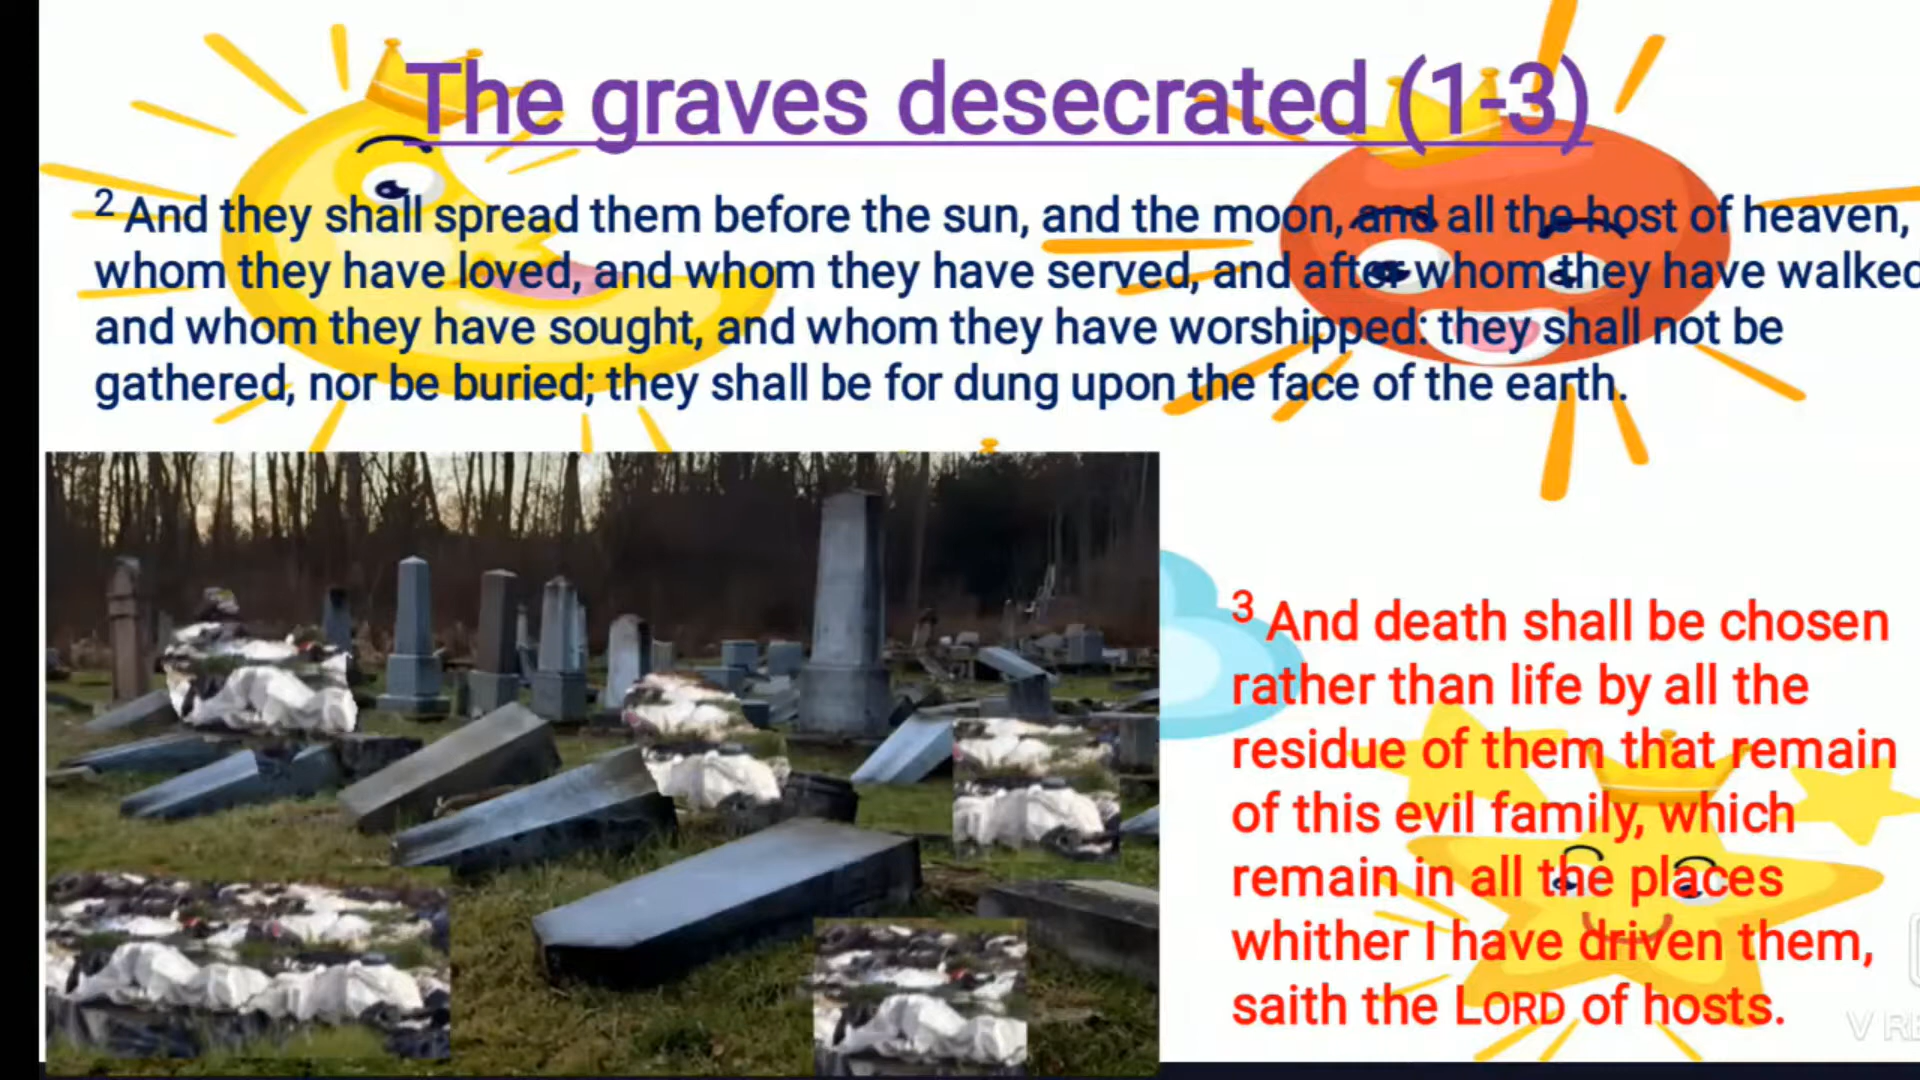 The graves desecrated (1-3)
2 And they shall spread them before the sun, and the moon, and all the host of heaven,
whom they have loved, and whom they have served, and after whom they have walked
and whom they have sought, and whom they have worshipped: they shall not be
gathered, nor be buried; they shall be for dung upon the face of the earth.
3 And death shall be chosen
rather than life by all the
residue of them that remain
of this evil family, which
remain in all the places
whither I have driven them,
saith the LORD of hosts.